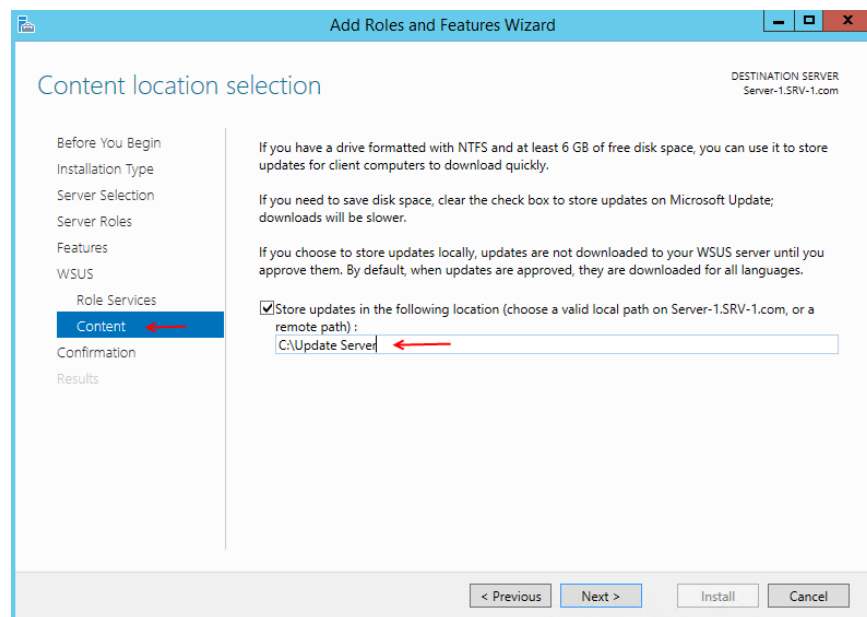 Add Roles and Features Wizard
Content location selection
DESTINATION SERVER
Server-1.SRV-1.com
Before You Begin
Installation Type
Server Selection
Server Roles
Features
WSUS
Role Services
Content
Confirmation
Results
If you have a drive formatted with NTFS and at least 6 GB of free disk space, you can use it to store
updates for client computers to download quickly.
If you need to save disk space, clear the check box to store updates on Microsoft Update;
downloads will be slower.
If you choose to store updates locally, updates are not downloaded to your WSUS server until you
approve them. By default, when updates are approved, they are downloaded for all languages.
Store updates in the following location (choose a valid local path on Server-1.SRV-1.com, or a
remote path) :
C:\Update Server
< Previous
Next >
Install
Cancel